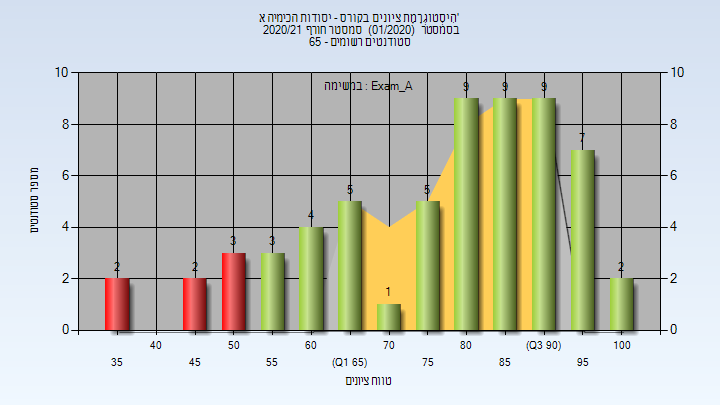 היסטוגרמת ציונים בקורס - יסודות הכימיה א'
בסמסטר (01/2020) סמסטר חורף 2020/21
סטודנטים רשומים - 65
במשימה : Exam_A
מספר סטודנטים
10 8 6 4 2 0
10 8 6 4 2 0
2 2 3 3 4 5 1 5 9 9 9 7 2
40 50 60 70 80 (Q3 90) 100
35 45 55 (Q1 65) 75 85 95
טווח ציונים